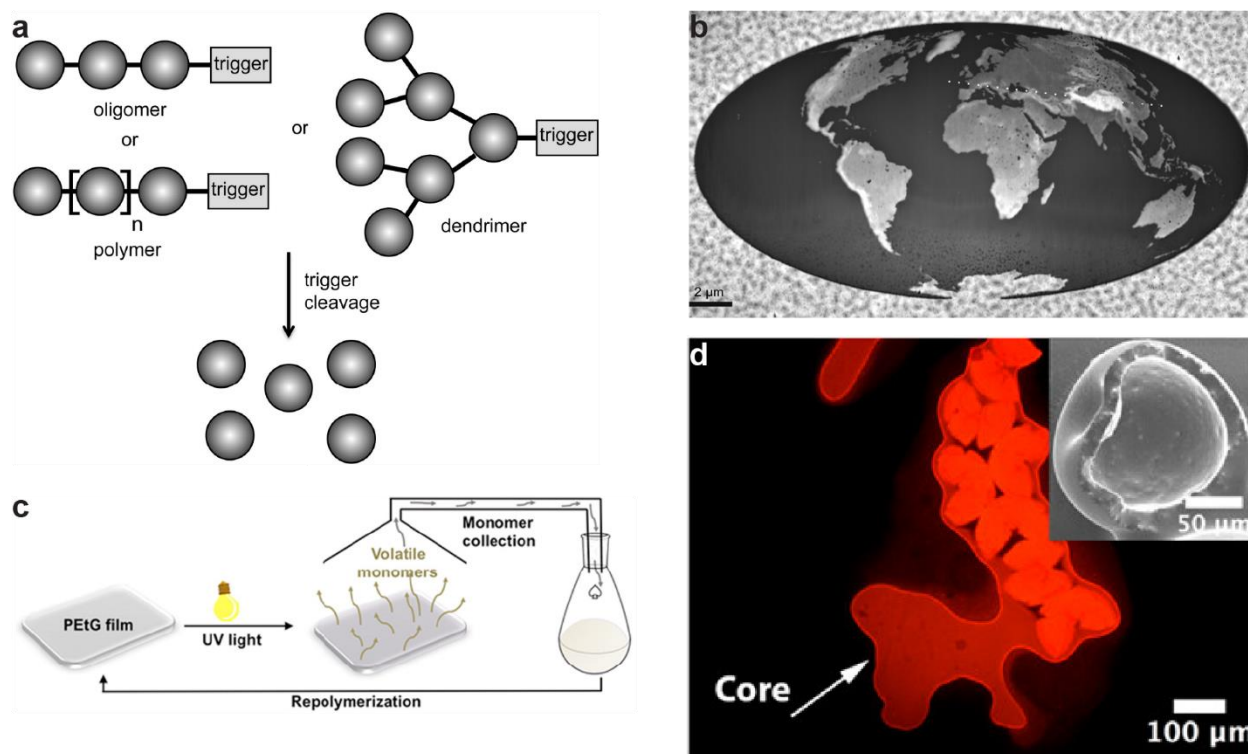 a
trigger
oligomer
or
n
trigger
polymer
or
trigger
dendrimer
trigger
cleavage
b
2 µm
c
PEtG film
UV light
Volatile
monomers
Monomer
collection
Repolymerization
d
50 µm
Core
100 µm